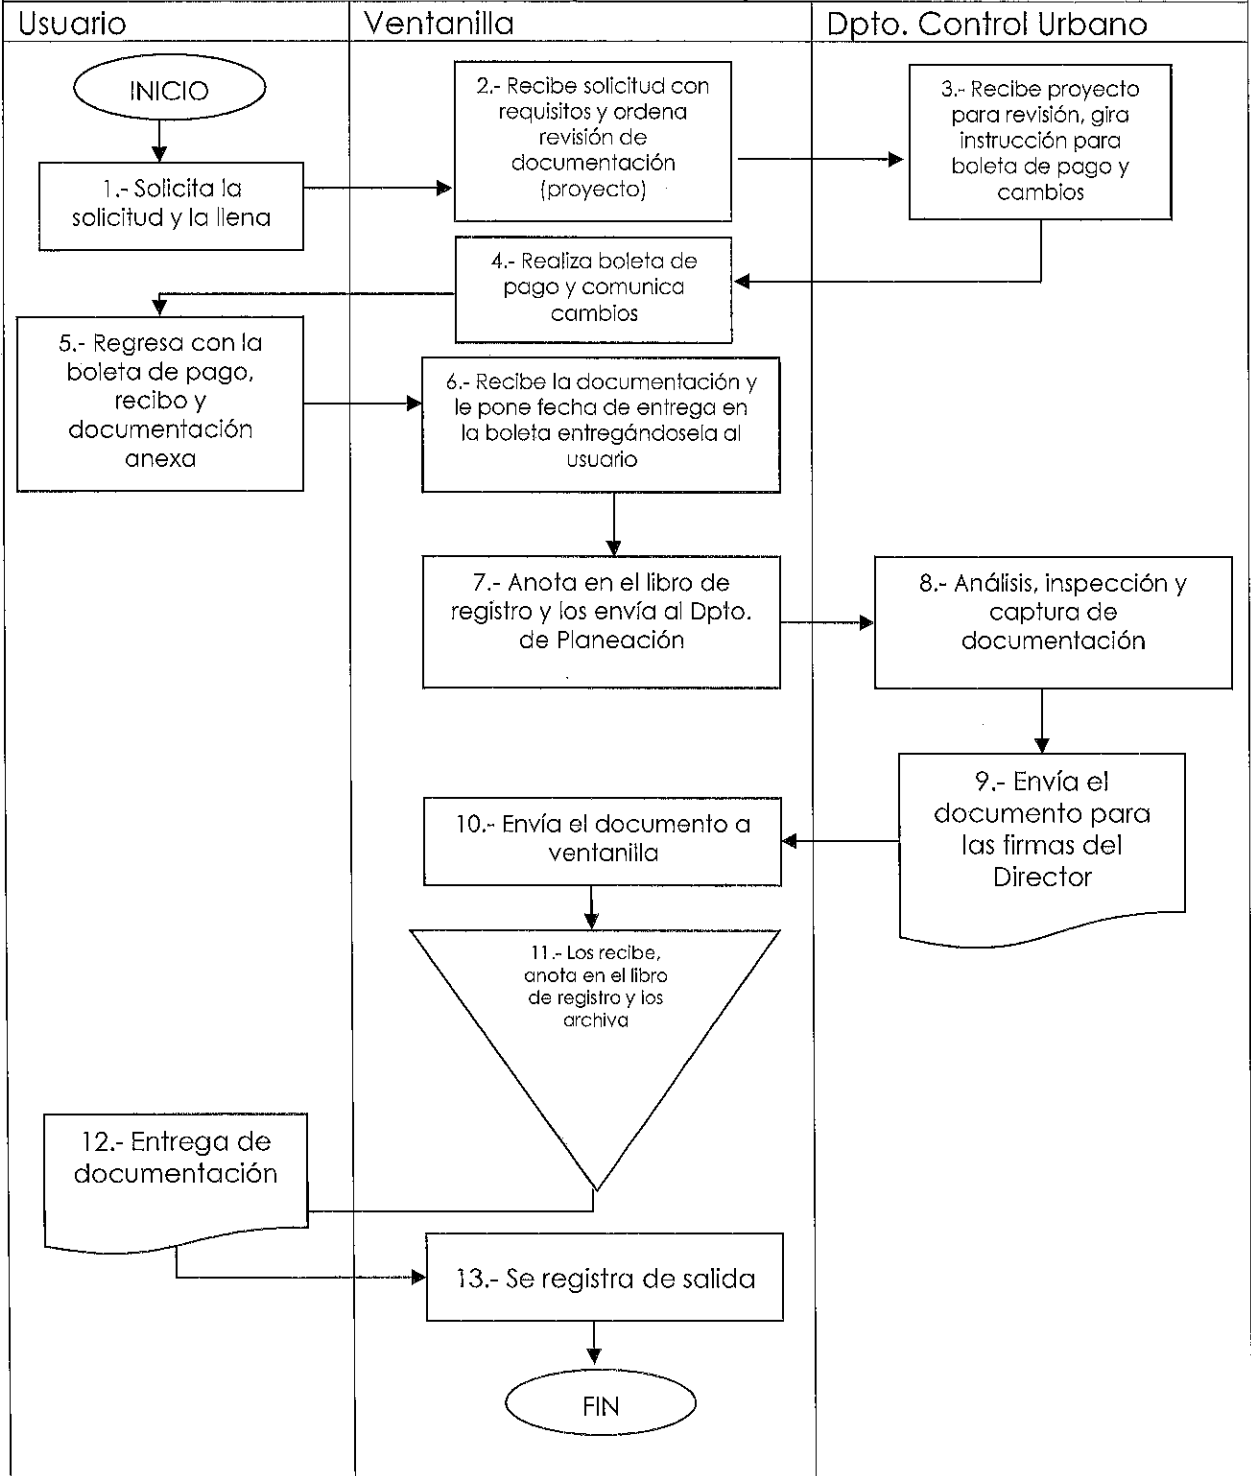 Usuario
Ventanilla
Dpto. Control Urbano
INICIO
1.- Solicita la
solicitud y la llena
2.- Recibe solicitud con
requisitos y ordena
revisión de
documentación
(proyecto)
3.- Recibe proyecto
para revisión, gira
instrucción para
boleta de pago y
cambios
4.- Realiza boleta de
pago y comunica
cambios
5.- Regresa con la
boleta de pago,
recibo y
documentación
anexa
6.- Recibe la documentación y
le pone fecha de entrega en
la boleta entregándosela al
usuario
7.- Anota en el libro de
registro y los envía al Dpto.
de Planeación
8.- Análisis, inspección y
captura de
documentación
9.- Envía el
documento para
las firmas del
Director
10.- Envía el documento a
ventanilla
11.- Los recibe,
anota en el libro
de registro y los
archiva
12.- Entrega de
documentación
13.- Se registra de salida
FIN